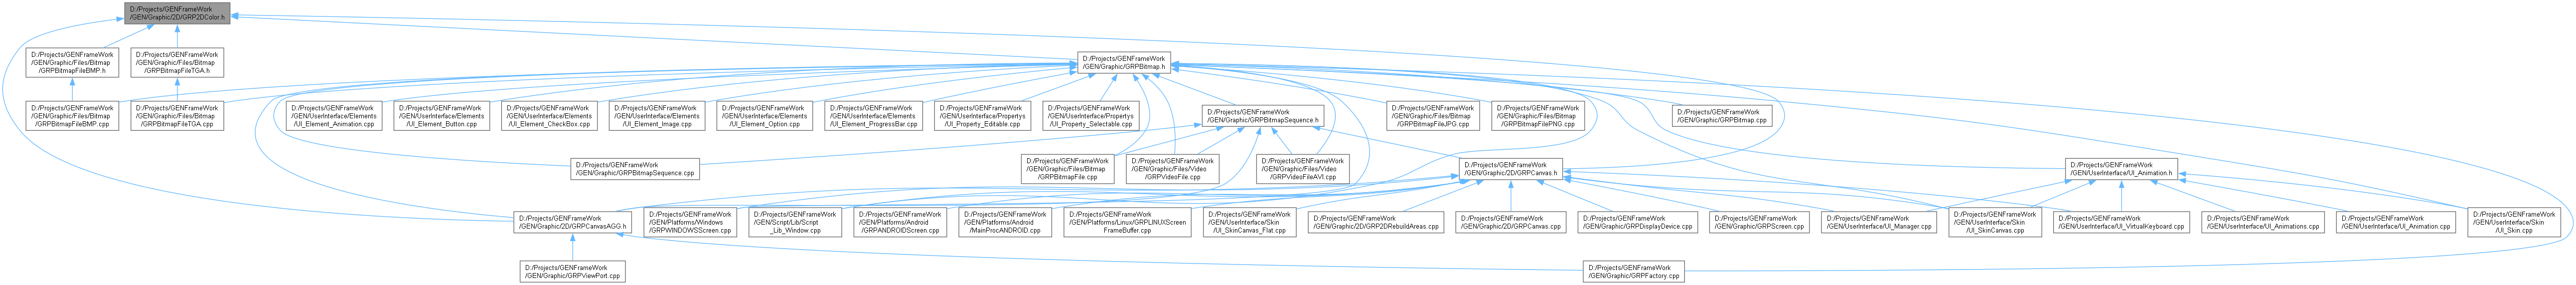 D:/Projects/GENFrameWork
/GEN/Graphic/2D/GRP2DColor.h
D:/Projects/GENFrameWork
/GEN/Graphic/Files/Bitmap
/GRPBitmapFileBMP.h
D:/Projects/GENFrameWork
/GEN/Graphic/Files/Bitmap
/GRPBitmapFileTGA.h
D:/Projects/GENFrameWork
/GEN/Graphic/GRPBitmap.h
D:/Projects/GENFrameWork
/GEN/Graphic/Files/Bitmap
/GRPBitmapFileBMP.cpp
D:/Projects/GENFrameWork
/GEN/Graphic/Files/Bitmap
/GRPBitmapFileTGA.cpp
D:/Projects/GENFrameWork
/GEN/UserInterface/Elements
/UI_Element_Animation.cpp
D:/Projects/GENFrameWork
/GEN/UserInterface/Elements
/UI_Element_Button.cpp
D:/Projects/GENFrameWork
/GEN/UserInterface/Elements
/UI_Element_CheckBox.cpp
D:/Projects/GENFrameWork
/GEN/UserInterface/Elements
/UI_Element_Image.cpp
D:/Projects/GENFrameWork
/GEN/UserInterface/Elements
/UI_Element_Option.cpp
D:/Projects/GENFrameWork
/GEN/UserInterface/Elements
/UI_Element_ProgressBar.cpp
D:/Projects/GENFrameWork
/GEN/UserInterface/Propertys
/UI_Property_Editable.cpp
D:/Projects/GENFrameWork
/GEN/UserInterface/Propertys
/UI_Property_Selectable.cpp
D:/Projects/GENFrameWork
/GEN/Graphic/GRPBitmapSequence.h
D:/Projects/GENFrameWork
/GEN/Graphic/Files/Bitmap
/GRPBitmapFileJPG.cpp
D:/Projects/GENFrameWork
/GEN/Graphic/Files/Bitmap
/GRPBitmapFilePNG.cpp
D:/Projects/GENFrameWork
/GEN/Graphic/GRPBitmap.cpp
D:/Projects/GENFrameWork
/GEN/Graphic/GRPBitmapSequence.cpp
D:/Projects/GENFrameWork
/GEN/Graphic/Files/Bitmap
/GRPBitmapFile.cpp
D:/Projects/GENFrameWork
/GEN/Graphic/Files/Video
/GRPVideoFile.cpp
D:/Projects/GENFrameWork
/GEN/Graphic/Files/Video
/GRPVideoFileAVI.cpp
D:/Projects/GENFrameWork
/GEN/Graphic/2D/GRPCanvas.h
D:/Projects/GENFrameWork
/GEN/UserInterface/UI_Animation.h
D:/Projects/GENFrameWork
/GEN/Graphic/2D/GRPCanvasAGG.h
D:/Projects/GENFrameWork
/GEN/Platforms/Windows
/GRPWINDOWSScreen.cpp
D:/Projects/GENFrameWork
/GEN/Script/Lib/Script
_Lib_Window.cpp
D:/Projects/GENFrameWork
/GEN/Platforms/Android
/GRPANDROIDScreen.cpp
D:/Projects/GENFrameWork
/GEN/Platforms/Android
/MainProcANDROID.cpp
D:/Projects/GENFrameWork
/GEN/Platforms/Linux/GRPLINUXScreen
FrameBuffer.cpp
D:/Projects/GENFrameWork
/GEN/UserInterface/Skin
/UI_SkinCanvas_Flat.cpp
D:/Projects/GENFrameWork
/GEN/Graphic/2D/GRP2DRebuildAreas.cpp
D:/Projects/GENFrameWork
/GEN/Graphic/2D/GRPCanvas.cpp
D:/Projects/GENFrameWork
/GEN/Graphic/GRPDisplayDevice.cpp
D:/Projects/GENFrameWork
/GEN/Graphic/GRPScreen.cpp
D:/Projects/GENFrameWork
/GEN/UserInterface/UI_Manager.cpp
D:/Projects/GENFrameWork
/GEN/UserInterface/Skin
/UI_SkinCanvas.cpp
D:/Projects/GENFrameWork
/GEN/UserInterface/UI_VirtualKeyboard.cpp
D:/Projects/GENFrameWork
/GEN/UserInterface/UI_Animations.cpp
D:/Projects/GENFrameWork
/GEN/UserInterface/UI_Animation.cpp
D:/Projects/GENFrameWork
/GEN/UserInterface/Skin
/UI_Skin.cpp
D:/Projects/GENFrameWork
/GEN/Graphic/GRPViewPort.cpp
D:/Projects/GENFrameWork
/GEN/Graphic/GRPFactory.cpp